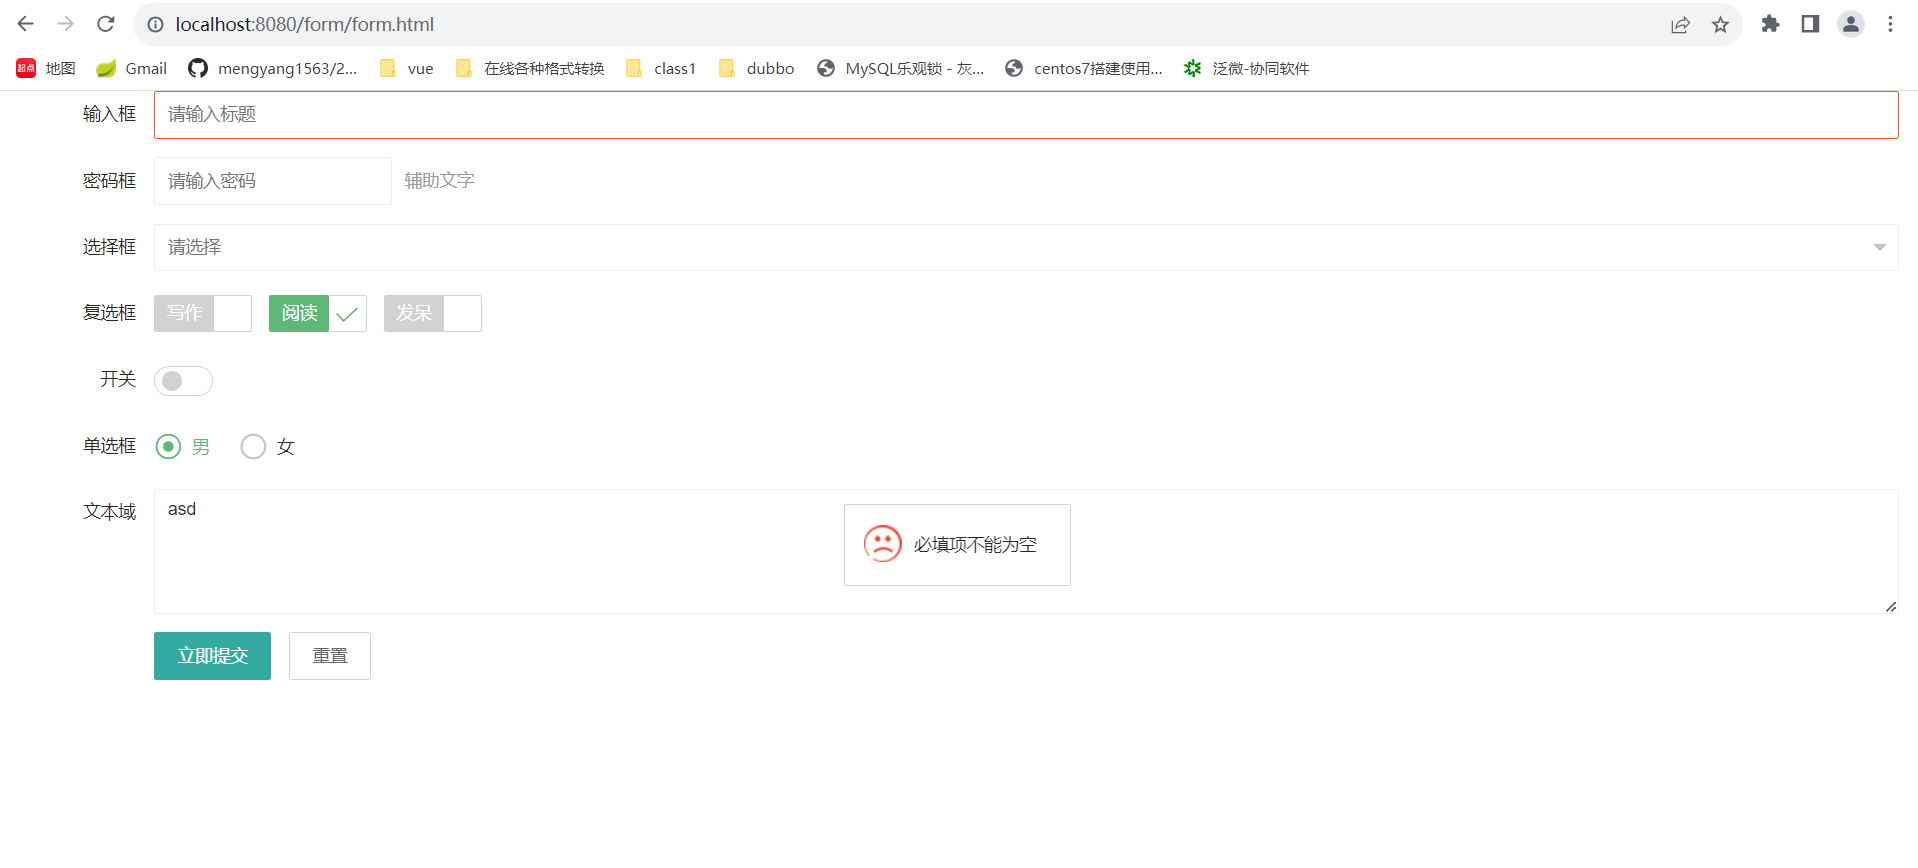 localhost:8080/form/form.html
起点 地图 Gmail mengyang1563/2... vue 在线各种格式转换 class1 dubbo MySQL乐观锁 - 灰... centos7搭建使用... 泛微-协同软件
输入框 请输入标题
密码框 请输入密码 辅助文字
选择框 请选择
复选框 写作 阅读 发呆
开关
单选框 男 女
文本域 asd
必填项不能为空
立即提交 重置